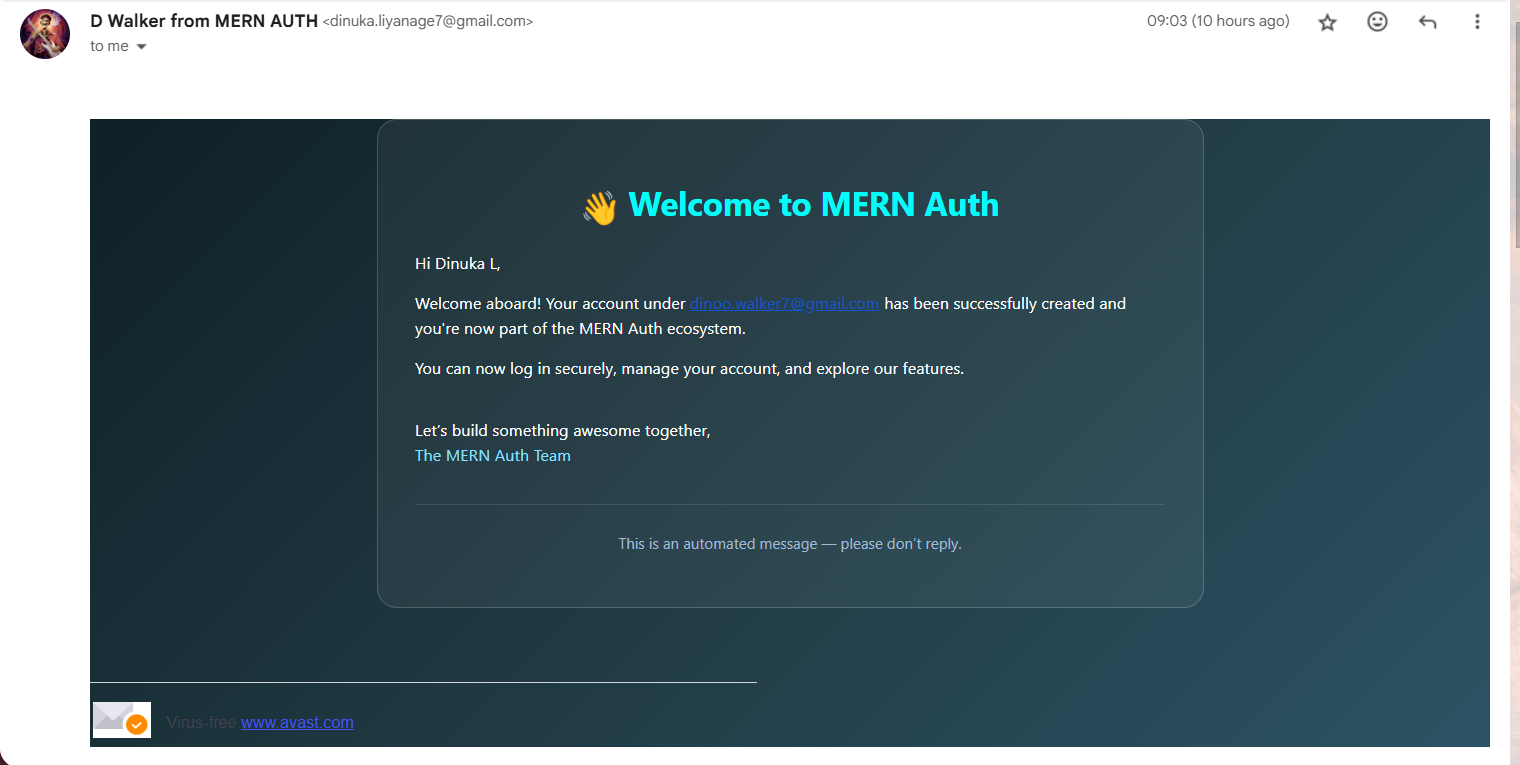 D Walker from MERN AUTH <dinuka.liyanage7@gmail.com>
09:03 (10 hours ago)
to me
👋 Welcome to MERN Auth
Hi Dinuka L,
Welcome aboard! Your account under dinoo.walker7@gmail.com has been successfully created and
you're now part of the MERN Auth ecosystem.
You can now log in securely, manage your account, and explore our features.
Let’s build something awesome together,
The MERN Auth Team
This is an automated message — please don’t reply.
Virus-free www.avast.com